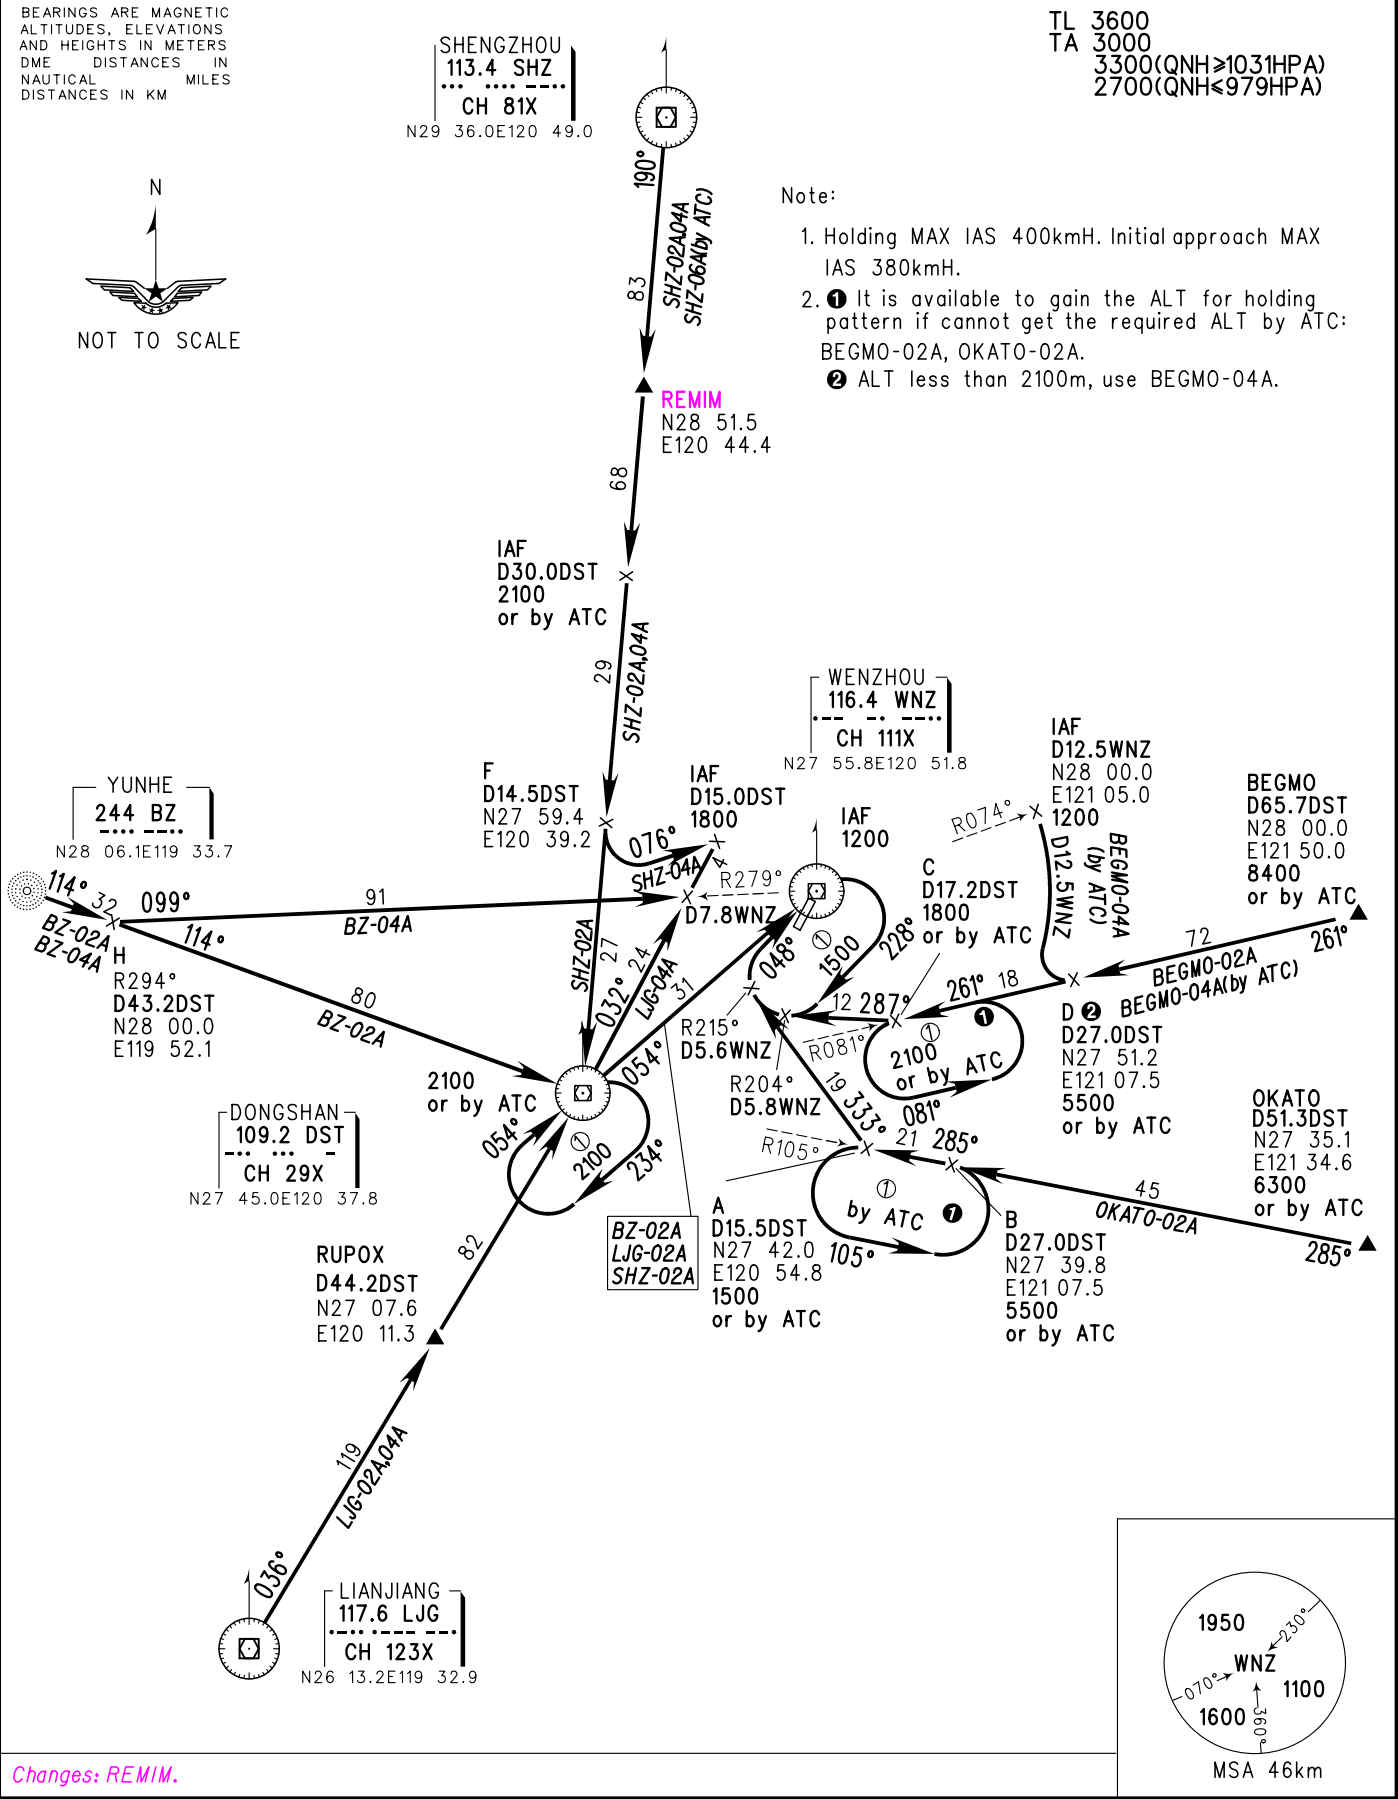 BEARINGS ARE MAGNETIC
ALTITUDES, ELEVATIONS
AND HEIGHTS IN METERS
DME DISTANCES IN
NAUTICAL MILES
DISTANCES IN KM
TL 3600
TA 3000
3300(QNH≥1031HPA)
2700(QNH≤979HPA)
SHENGZHOU
113.4 SHZ
CH 81X
N29 36.0E120 49.0
N
NOT TO SCALE
Note:
1. Holding MAX IAS 400kmH. Initial approach MAX
IAS 380kmH.
2. ❶ It is available to gain the ALT for holding
pattern if cannot get the required ALT by ATC:
BEGMO-02A, OKATO-02A.
❷ ALT less than 2100m, use BEGMO-04A.
190°
83
SHZ-02A,04A
SHZ-06A(by ATC)
REMIM
N28 51.5
E120 44.4
68
IAF
D30.0DST
2100
or by ATC
29
SHZ-02A,04A
WENZHOU
116.4 WNZ
CH 111X
N27 55.8E120 51.8
F
D14.5DST
N27 59.4
E120 39.2
IAF
D15.0DST
1800
076°
SHZ-04A
4
IAF
1200
IAF
D12.5WNZ
N28 00.0
E121 05.0
1200
R074°
D12.5WNZ
BEGMO-04A
(by ATC)
BEGMO
D65.7DST
N28 00.0
E121 50.0
8400
or by ATC
261°
72
BEGMO-02A
BEGMO-04A(by ATC)
YUNHE
244 BZ
N28 06.1E119 33.7
114°
32
BZ-02A
BZ-04A
099°
91
BZ-04A
114°
80
BZ-02A
H
R294°
D43.2DST
N28 00.0
E119 52.1
R279°
D7.8WNZ
SHZ-02A
27
032°
24
LJG-04A
31
054°
048°
①
1500
228°
C
D17.2DST
1800
or by ATC
261°
18
12
287°
R081°
①
❶
2100
or by ATC
081°
D ❷
D27.0DST
N27 51.2
E121 07.5
5500
or by ATC
R215°
D5.6WNZ
R204°
D5.8WNZ
19
333°
R105°
21
285°
①
by ATC
❶
105°
45
OKATO-02A
OKATO
D51.3DST
N27 35.1
E121 34.6
6300
or by ATC
285°
2100
or by ATC
DONGSHAN
109.2 DST
CH 29X
N27 45.0E120 37.8
054°
①
2100
234°
BZ-02A
LJG-02A
SHZ-02A
A
D15.5DST
N27 42.0
E120 54.8
1500
or by ATC
B
D27.0DST
N27 39.8
E121 07.5
5500
or by ATC
RUPOX
D44.2DST
N27 07.6
E120 11.3
82
119
LJG-02A,04A
036°
LIANJIANG
117.6 LJG
CH 123X
N26 13.2E119 32.9
1950
230°
WNZ
070°
1100
1600
360°
MSA 46km
Changes: REMIM.